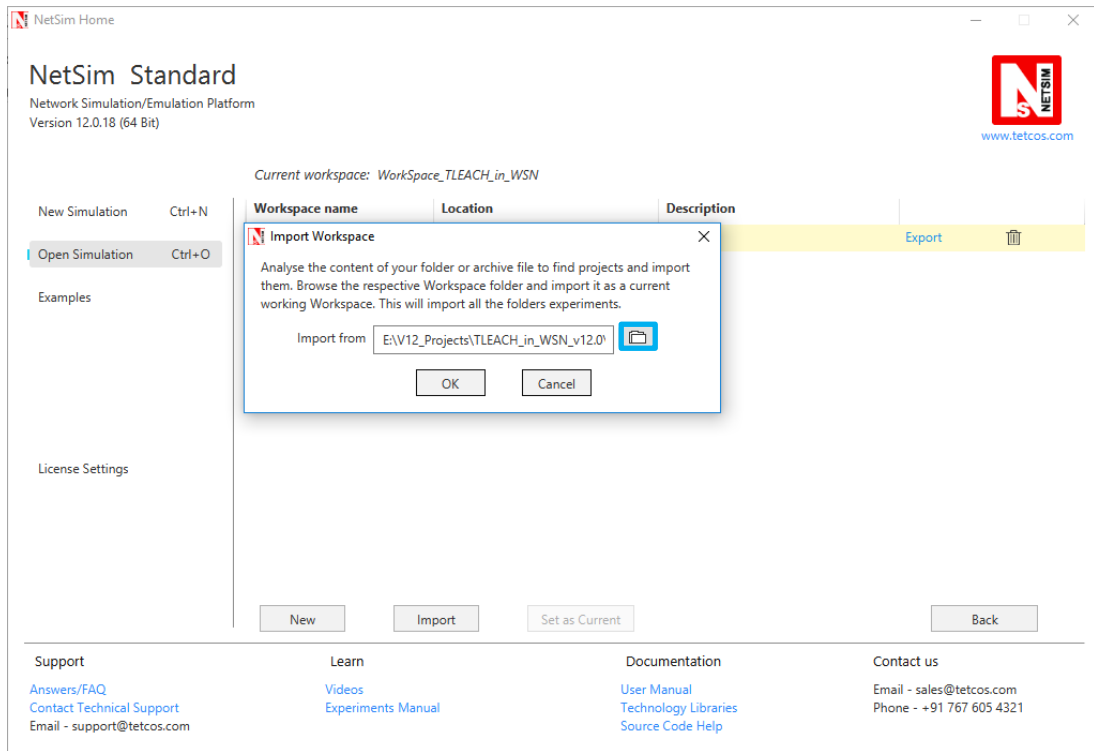 NetSim Home
NetSim Standard
Network Simulation/Emulation Platform
Version 12.0.18 (64 Bit)
NS NETSIM
www.tetcos.com
Current workspace: WorkSpace_TLEACH_in_WSN
New Simulation Ctrl+N
Open Simulation Ctrl+O
Examples
License Settings
Workspace name Location Description
Export
Import Workspace
Analyse the content of your folder or archive file to find projects and import
them. Browse the respective Workspace folder and import it as a current
working Workspace. This will import all the folders experiments.
Import from E:\V12_Projects\TLEACH_in_WSN_v12.0\
OK Cancel
New Import Set as Current Back
Support
Answers/FAQ
Contact Technical Support
Email - support@tetcos.com
Learn
Videos
Experiments Manual
Documentation
User Manual
Technology Libraries
Source Code Help
Contact us
Email - sales@tetcos.com
Phone - +91 767 605 4321